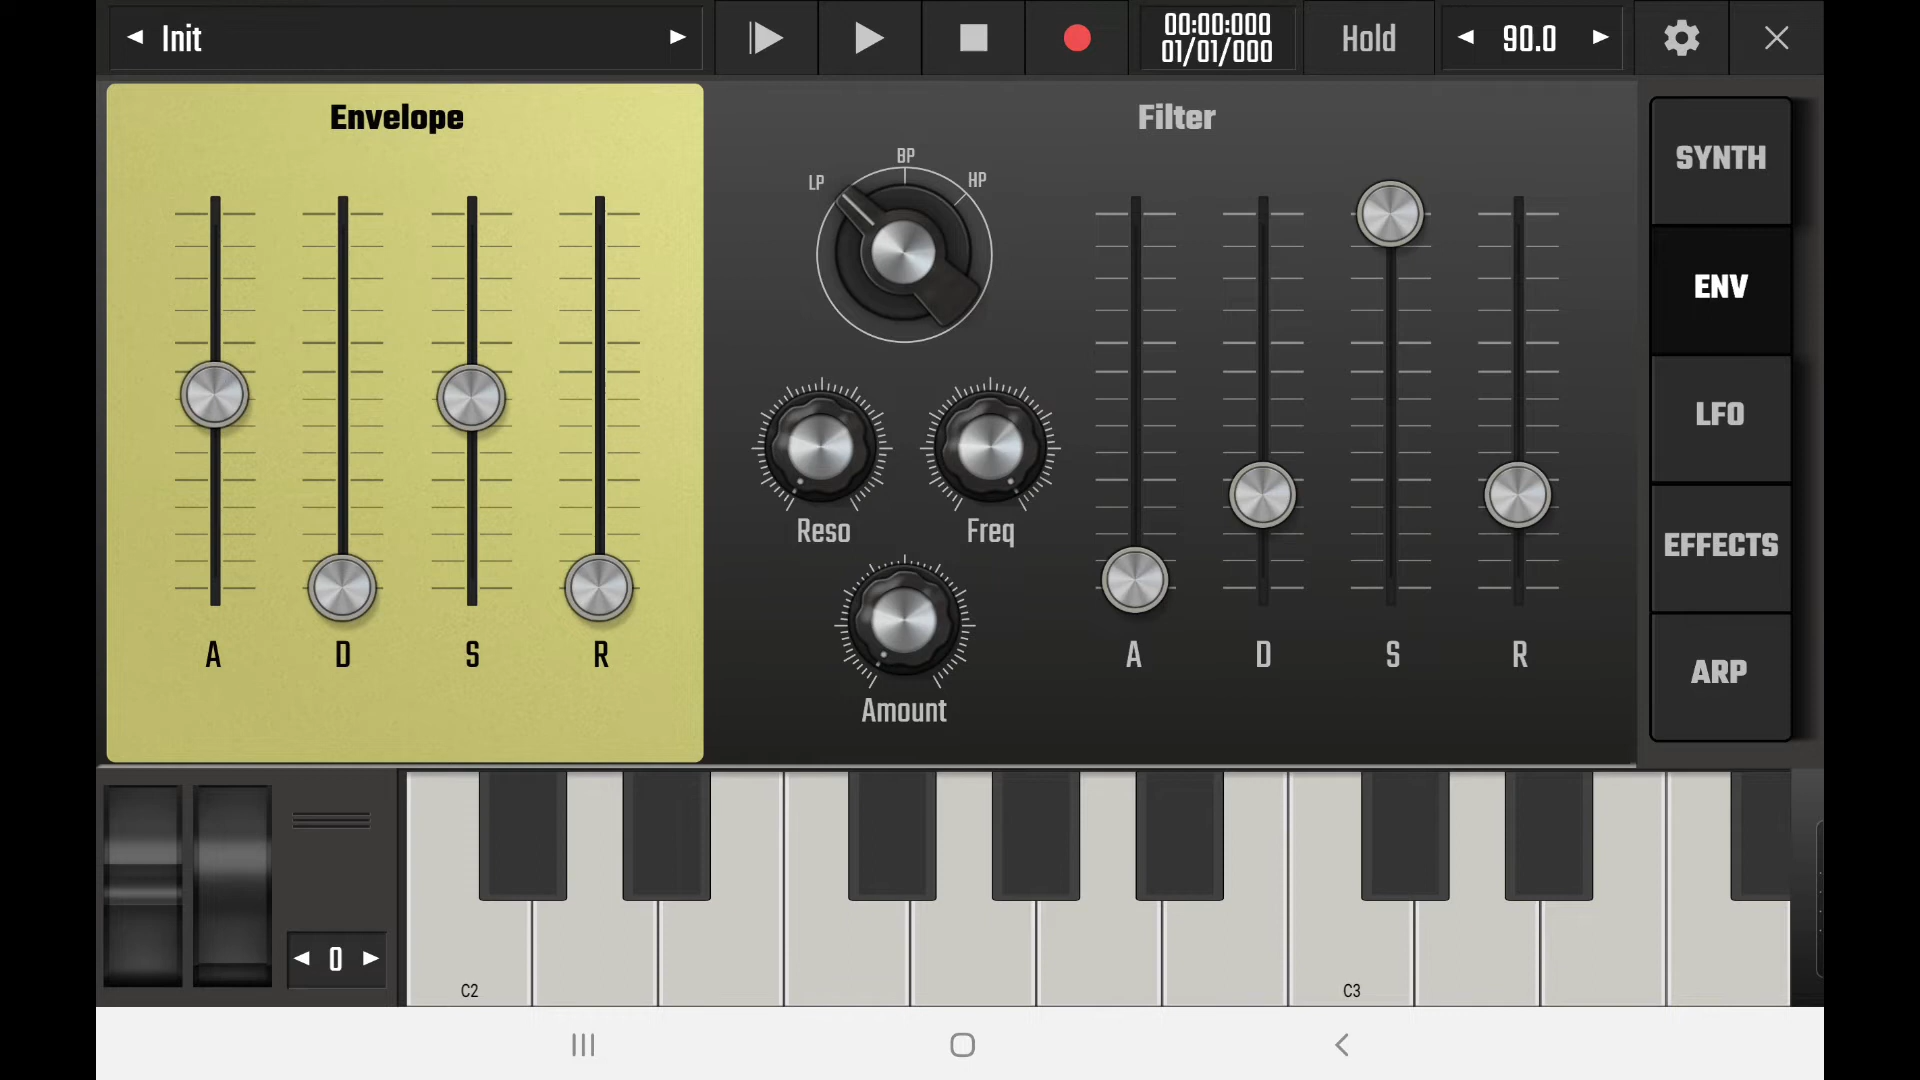 Init
00:00:000
01/01/000
Hold
90.0
Envelope
Filter
SYNTH
BP
LP
HP
ENV
LFO
Reso
Freq
EFFECTS
A D S R
A D S R
ARP
Amount
0
C2
C3